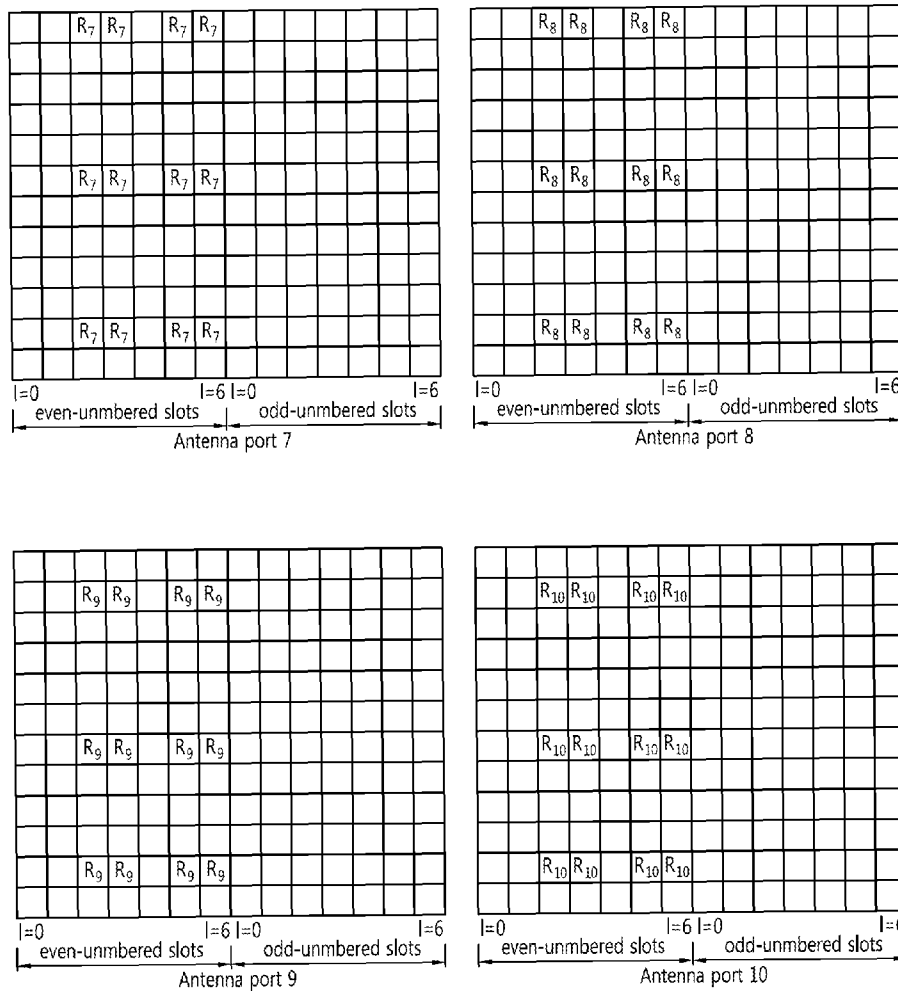 R7 R7 R7 R7 R8 R8 R8 R8
R7 R7 R7 R7 R8 R8 R8 R8
R7 R7 R7 R7 R8 R8 R8 R8
l=0 l=6 l=0 l=6 l=0 l=6 l=0 l=6
even-unmbered slots odd-unmbered slots even-unmbered slots odd-unmbered slots
Antenna port 7 Antenna port 8
R9 R9 R9 R9 R10 R10 R10 R10
R9 R9 R9 R9 R10 R10 R10 R10
R9 R9 R9 R9 R10 R10 R10 R10
l=0 l=6 l=0 l=6 l=0 l=6 l=0 l=6
even-unmbered slots odd-unmbered slots even-unmbered slots odd-unmbered slots
Antenna port 9 Antenna port 10